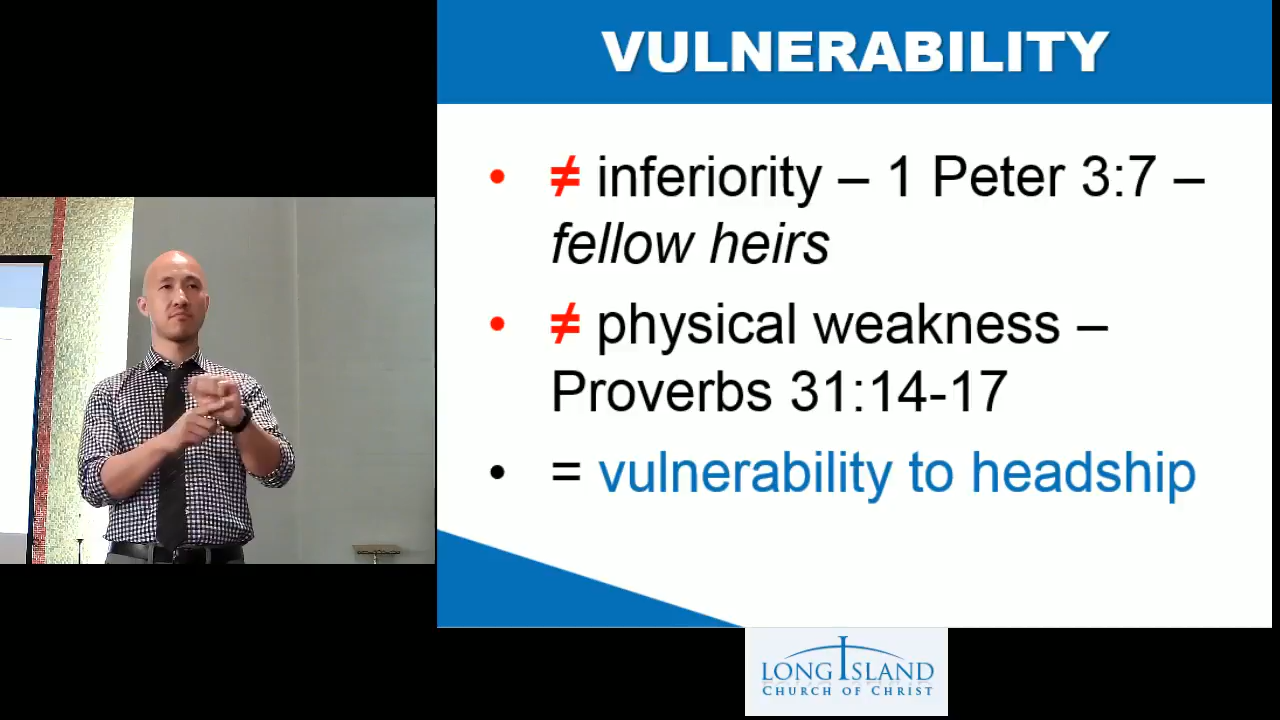 VULNERABILITY
• ≠ inferiority – 1 Peter 3:7 –
fellow heirs
• ≠ physical weakness –
Proverbs 31:14-17
• = vulnerability to headship
LONG ISLAND
CHURCH OF CHRIST